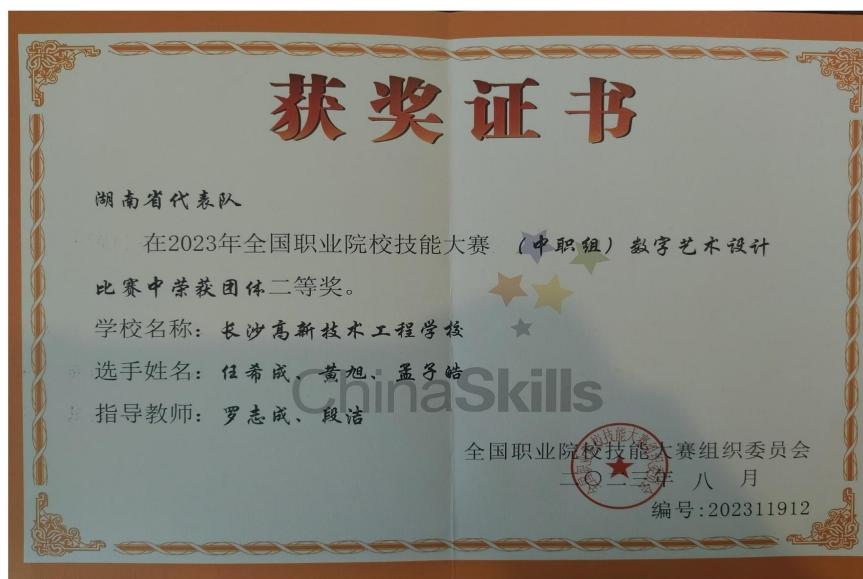 获奖证书
湖南省代表队
在2023年全国职业院校技能大赛（中职组）数字艺术设计
比赛中荣获团体二等奖。
学校名称：长沙高新技术工程学校
选手姓名：任希成、黄旭、孟子皓
ChinaSkills
指导教师：罗志成、段洁
全国职业院校技能大赛组织委员会
二〇二三年 八 月
编号:202311912